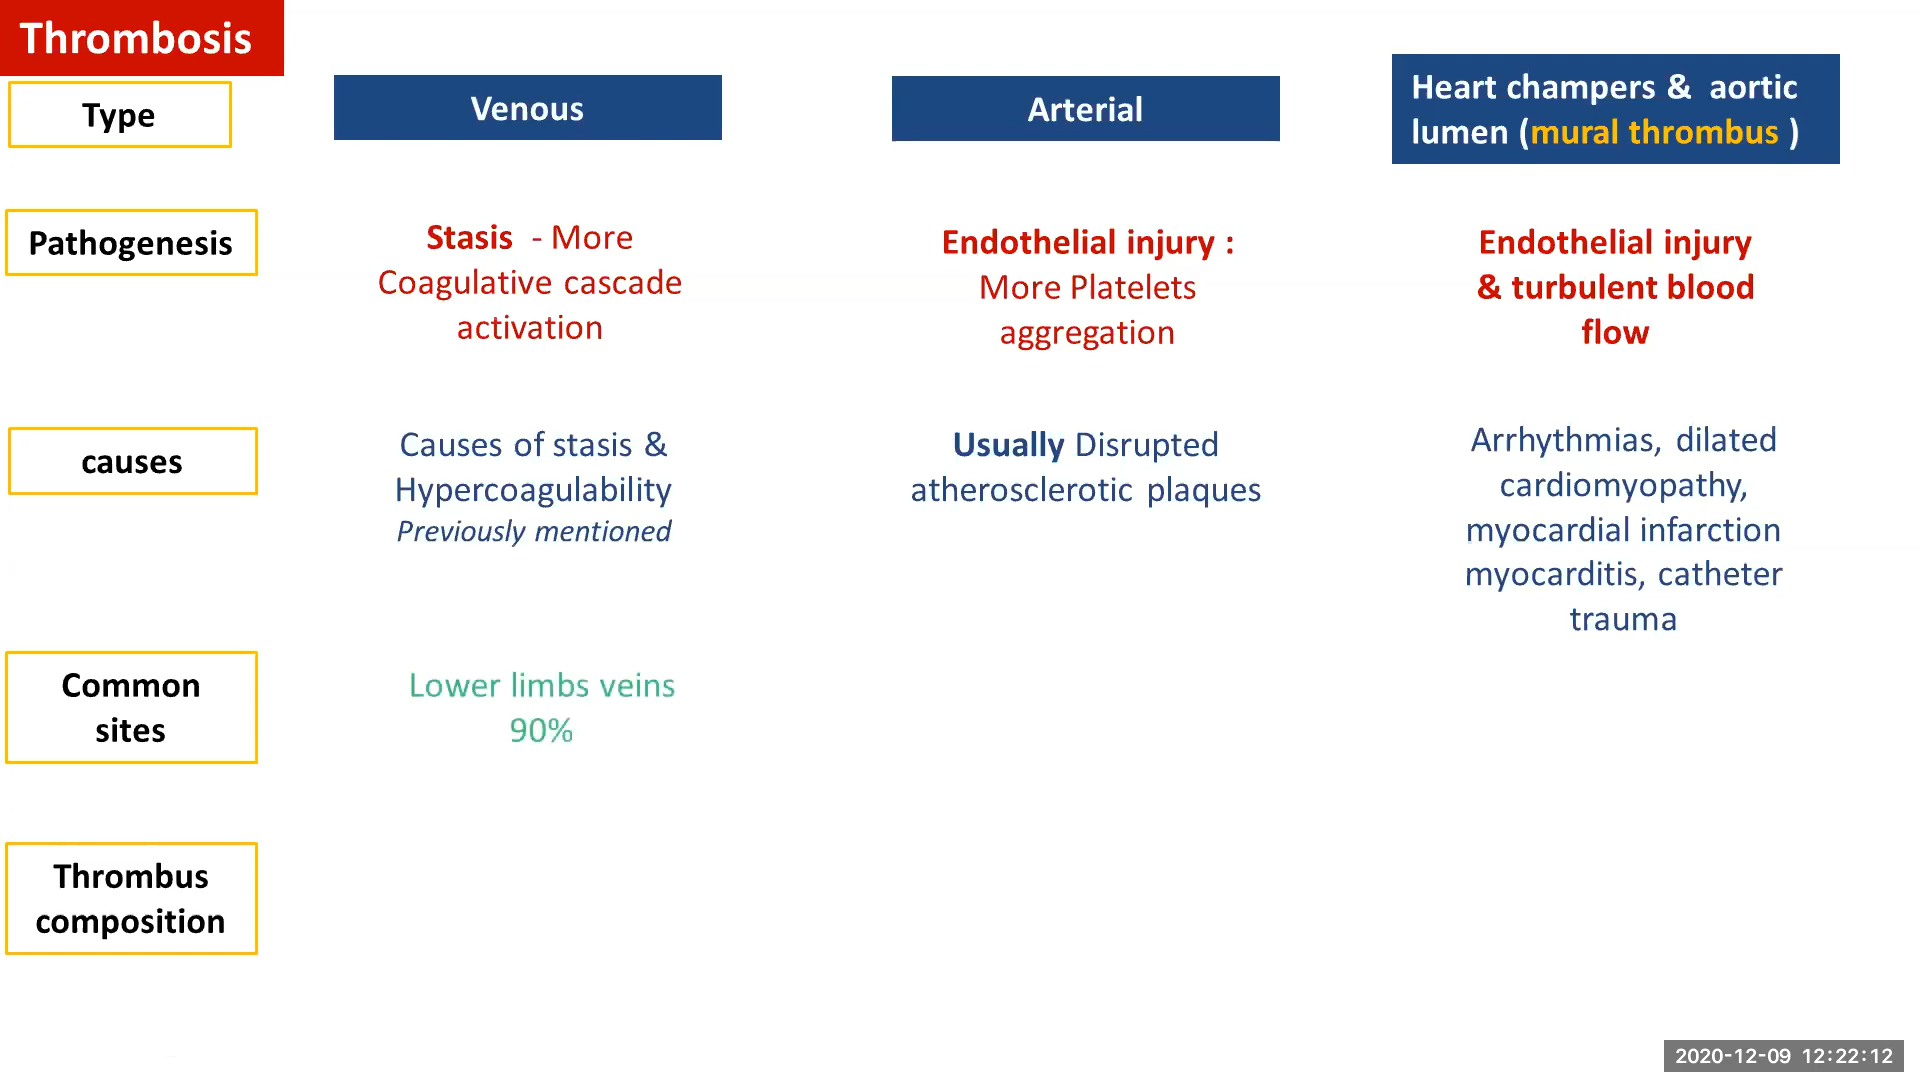 Thrombosis
Type
Venous
Arterial
Heart champers & aortic
lumen (mural thrombus )
Pathogenesis
Stasis - More
Coagulative cascade
activation
Endothelial injury :
More Platelets
aggregation
Endothelial injury
& turbulent blood
flow
causes
Causes of stasis &
Hypercoagulability
Previously mentioned
Usually Disrupted
atherosclerotic plaques
Arrhythmias, dilated
cardiomyopathy,
myocardial infarction
myocarditis, catheter
trauma
Common
sites
Lower limbs veins
90%
Thrombus
composition
2020-12-09 12:22:12